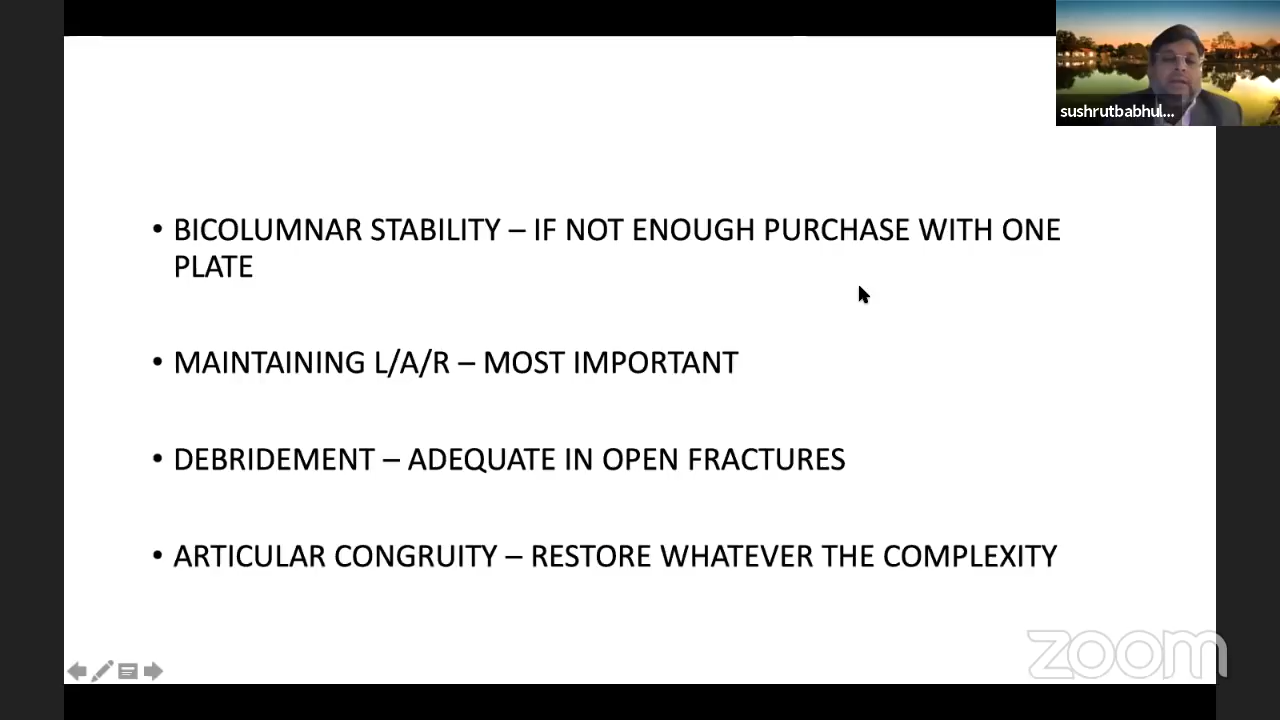 sushrutbabhul...
• BICOLUMNAR STABILITY – IF NOT ENOUGH PURCHASE WITH ONE
PLATE
• MAINTAINING L/A/R – MOST IMPORTANT
• DEBRIDEMENT – ADEQUATE IN OPEN FRACTURES
• ARTICULAR CONGRUITY – RESTORE WHATEVER THE COMPLEXITY
zoom